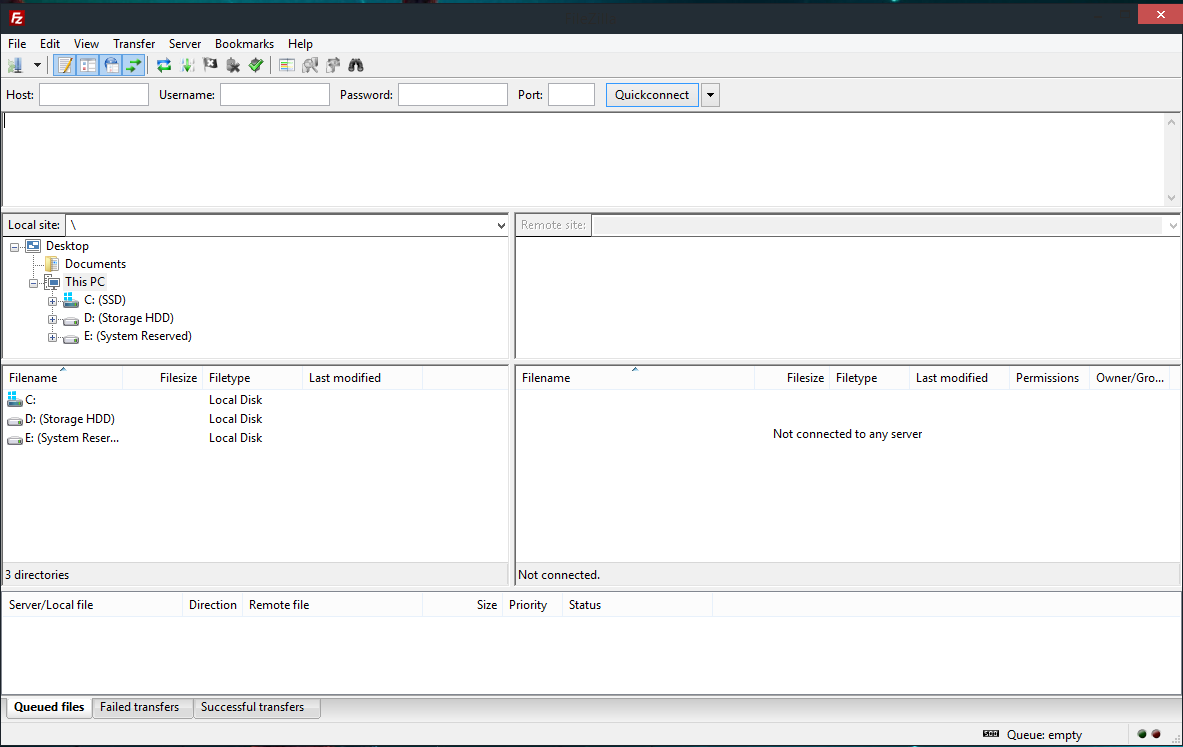 Fz
File Edit View Transfer Server Bookmarks Help
Host: Username: Password: Port: Quickconnect
Local site: \
Remote site:
Desktop
Documents
This PC
C: (SSD)
D: (Storage HDD)
E: (System Reserved)
Filename Filesize Filetype Last modified
C: Local Disk
D: (Storage HDD) Local Disk
E: (System Reser... Local Disk
3 directories
Filename Filesize Filetype Last modified Permissions Owner/Gro...
Not connected to any server
Not connected.
Server/Local file Direction Remote file Size Priority Status
Queued files Failed transfers Successful transfers
Queue: empty